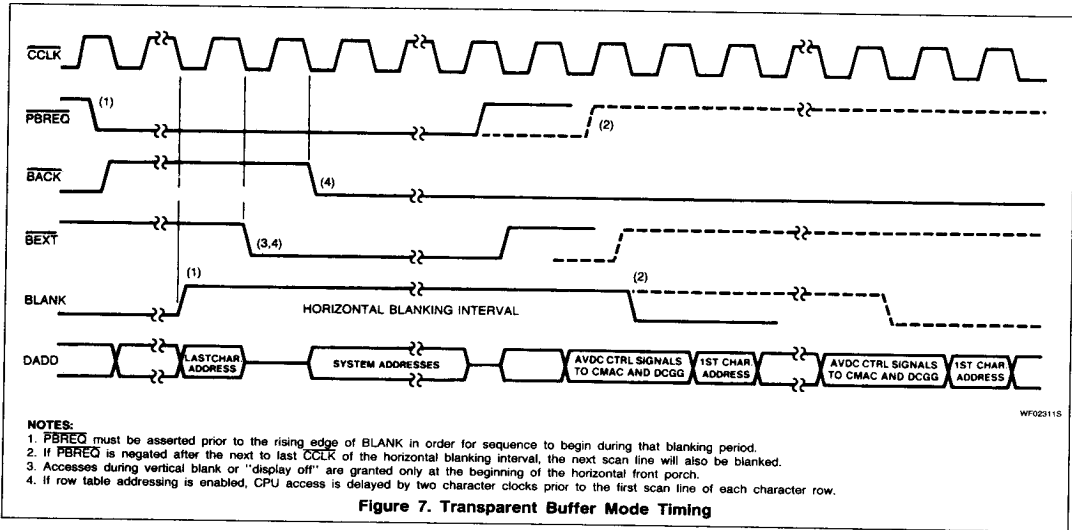 CCLK
PBREQ
(1)
(2)
BACK
(4)
BEXT
(3,4)
BLANK
(1)
HORIZONTAL BLANKING INTERVAL
(2)
DADD
LAST CHAR.
ADDRESS
SYSTEM ADDRESSES
AVDC CTRL SIGNALS
TO CMAC AND DCGG
1ST CHAR.
ADDRESS
AVDC CTRL SIGNALS
TO CMAC AND DCGG
1ST CHAR.
ADDRESS
WF02311S
NOTES:
1. PBREQ must be asserted prior to the rising edge of BLANK in order for sequence to begin during that blanking period.
2. If PBREQ is negated after the next to last CCLK of the horizontal blanking interval, the next scan line will also be blanked.
3. Accesses during vertical blank or "display off" are granted only at the beginning of the horizontal front porch.
4. If row table addressing is enabled, CPU access is delayed by two character clocks prior to the first scan line of each character row.
Figure 7. Transparent Buffer Mode Timing